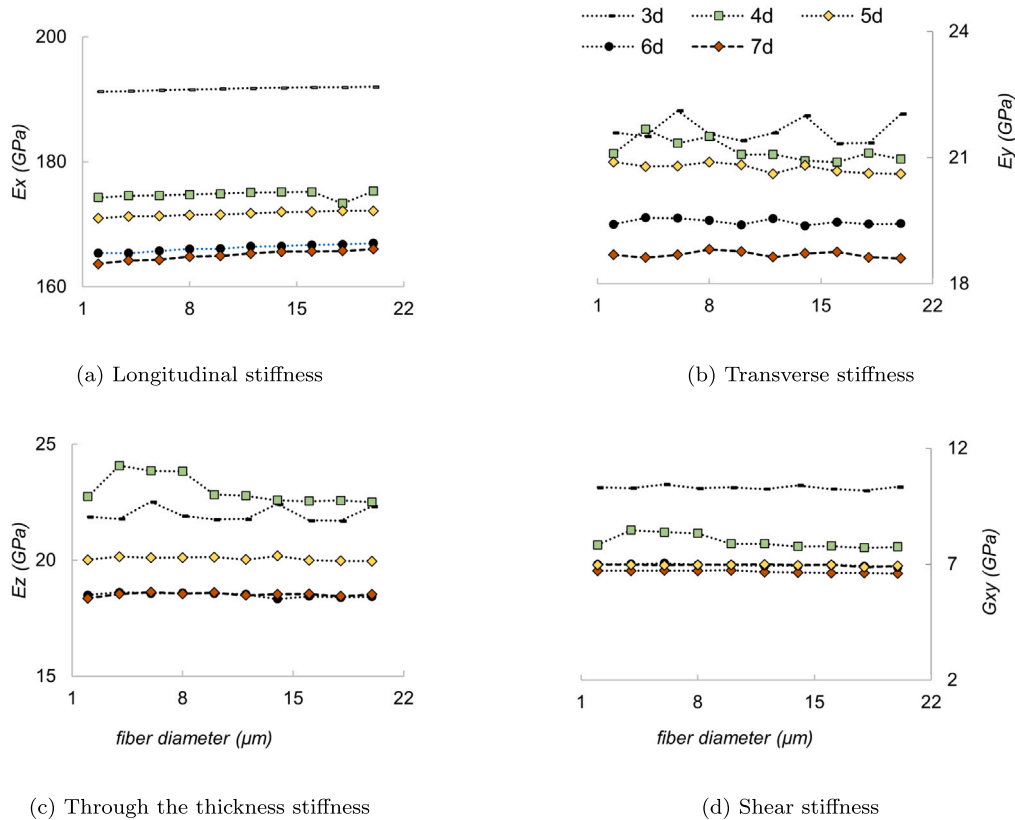 3d 4d 5d
6d 7d
200
180
160
Ex (GPa)
1 8 15 22
24
21
18
Ey (GPa)
1 8 15 22
(a) Longitudinal stiffness
(b) Transverse stiffness
25
20
15
Ez (GPa)
1 8 15 22
fiber diameter (μm)
12
7
2
Gxy (GPa)
1 8 15 22
fiber diameter (μm)
(c) Through the thickness stiffness
(d) Shear stiffness